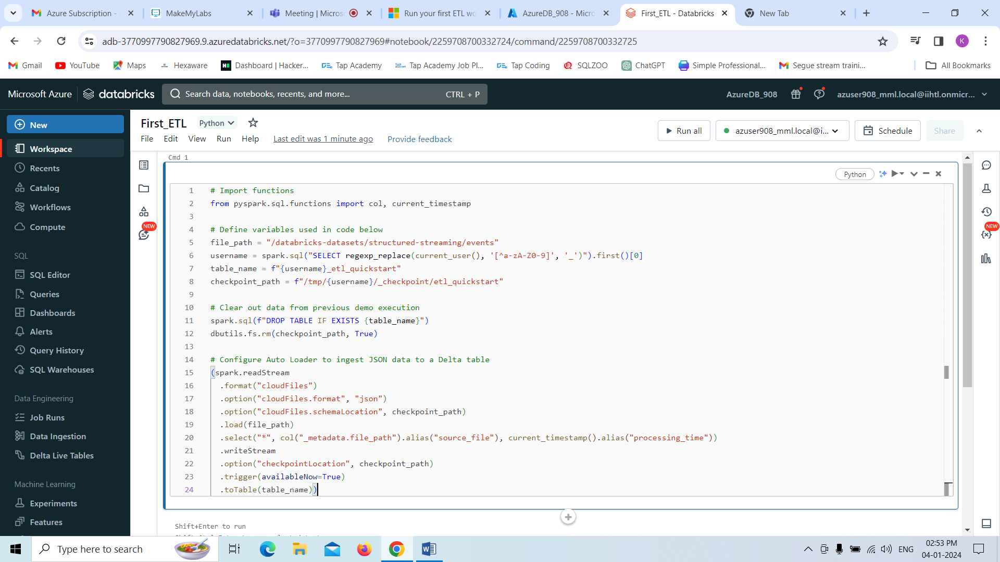 Azure Subscription -
MakeMyLabs
Meeting | Micros
Run your first ETL wo
AzureDB_908 - Micro
First_ETL - Databricks
New Tab
adb-3770997790827969.9.azuredatabricks.net/?o=3770997790827969#notebook/2259708700332724/command/2259708700332725
K
Gmail
YouTube
Maps
Hexaware
Dashboard | Hacker...
Tap Academy
Tap Academy Job Pl...
Tap Coding
SQLZOO
ChatGPT
Simple Professional...
Segue stream traini...
All Bookmarks
Microsoft Azure
databricks
Search data, notebooks, recents, and more...
CTRL + P
AzureDB_908
azuser908_mml.local@iihtl.onmicr...
New
Workspace
Recents
Catalog
Workflows
Compute
SQL
SQL Editor
Queries
Dashboards
Alerts
Query History
SQL Warehouses
Data Engineering
Job Runs
Data Ingestion
Delta Live Tables
Machine Learning
Experiments
Features
First_ETL
Python
File
Edit
View
Run
Help
Last edit was 1 minute ago
Provide feedback
Run all
azuser908_mml.local@i...
Schedule
Share
NEW
Cmd 1
Python
1 # Import functions
2 from pyspark.sql.functions import col, current_timestamp
3
4 # Define variables used in code below
5 file_path = "/databricks-datasets/structured-streaming/events"
6 username = spark.sql("SELECT regexp_replace(current_user(), '[^a-zA-Z0-9]', '_')").first()[0]
7 table_name = f"{username}_etl_quickstart"
8 checkpoint_path = f"/tmp/{username}/_checkpoint/etl_quickstart"
9
10 # Clear out data from previous demo execution
11 spark.sql(f"DROP TABLE IF EXISTS {table_name}")
12 dbutils.fs.rm(checkpoint_path, True)
13
14 # Configure Auto Loader to ingest JSON data to a Delta table
15 (spark.readStream
16 .format("cloudFiles")
17 .option("cloudFiles.format", "json")
18 .option("cloudFiles.schemaLocation", checkpoint_path)
19 .load(file_path)
20 .select("*", col("_metadata.file_path").alias("source_file"), current_timestamp().alias("processing_time"))
21 .writeStream
22 .option("checkpointLocation", checkpoint_path)
23 .trigger(availableNow=True)
24 .toTable(table_name))
Shift+Enter to run
NEW
Type here to search
ENG
02:53 PM
04-01-2024